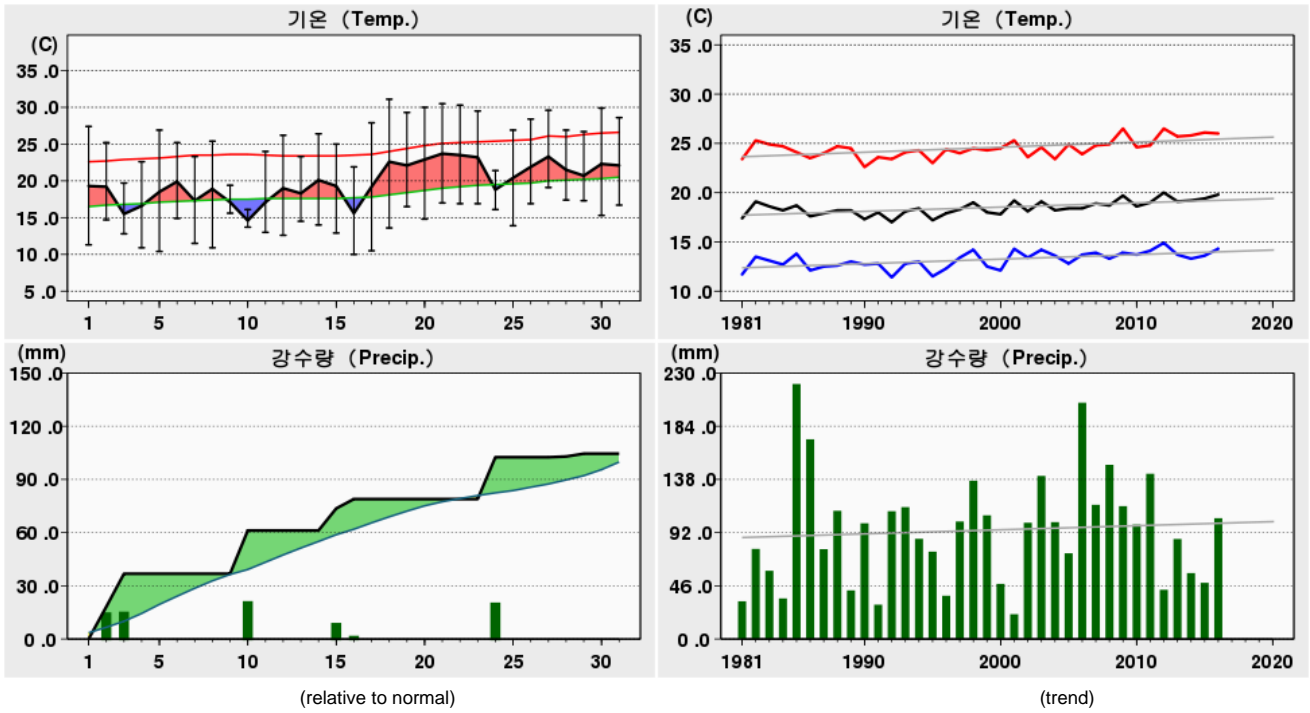 기온 (Temp.)
(C)
35 .0
30 .0
25 .0
20 .0
15 .0
10 .0
5 .0
1 5 10 15 20 25 30
기온 (Temp.)
(C)
35 .0
30 .0
25 .0
20 .0
15 .0
10 .0
1981 1990 2000 2010 2020
강수량 (Precip.)
(mm)
150 .0
120 .0
90 .0
60 .0
30 .0
0 .0
1 5 10 15 20 25 30
(relative to normal)
강수량 (Precip.)
(mm)
230 .0
184 .0
138 .0
92 .0
46 .0
0 .0
1981 1990 2000 2010 2020
(trend)